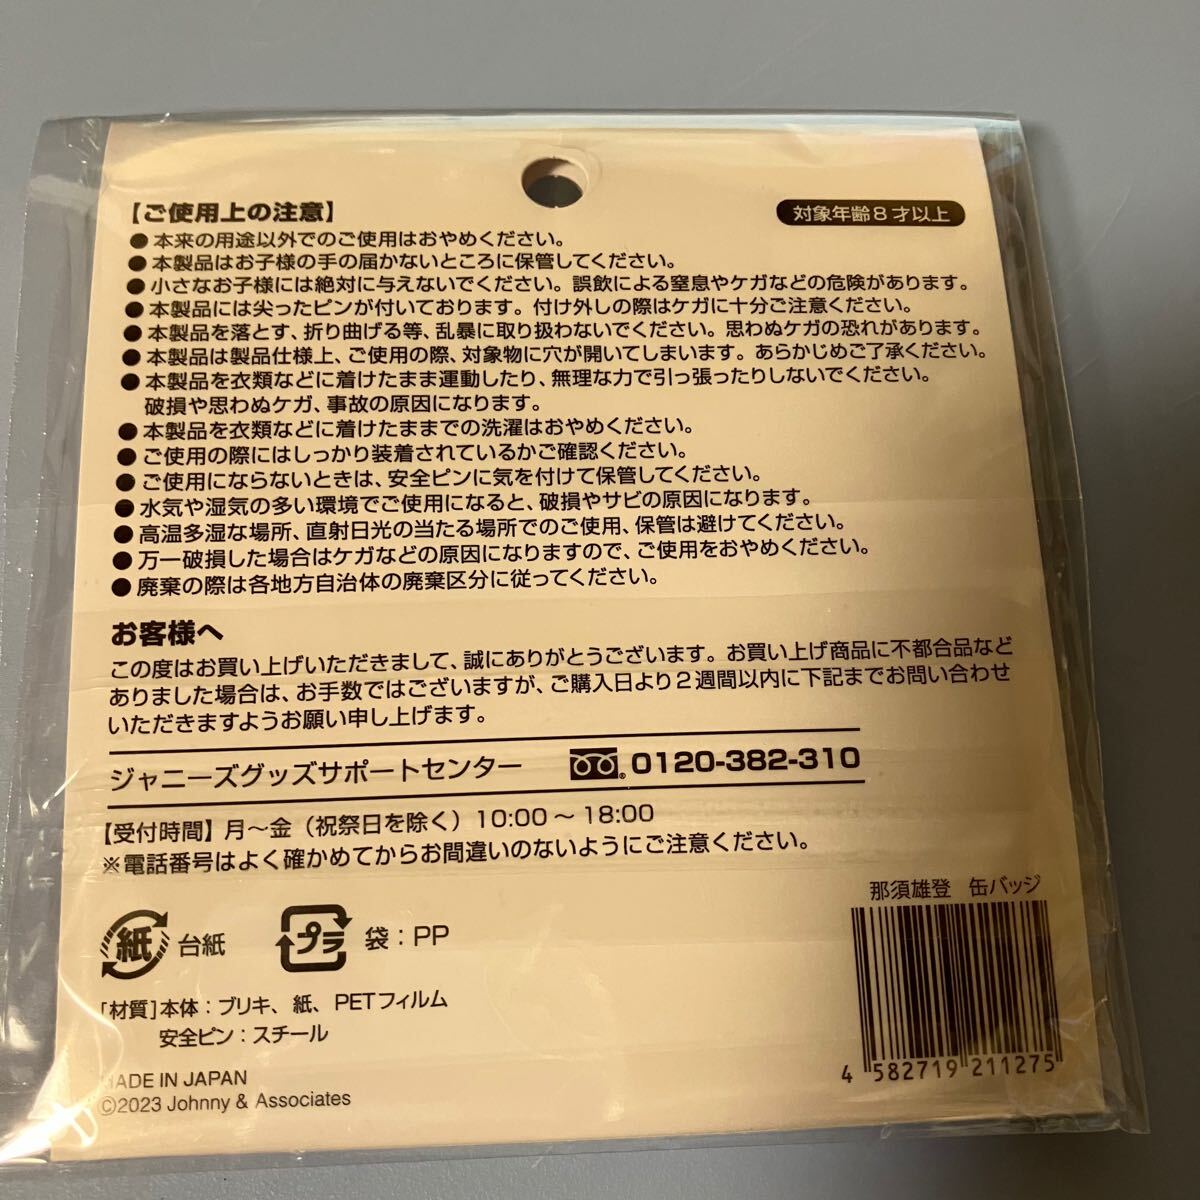 【ご使用上の注意】
対象年齢8才以上
●本来の用途以外でのご使用はおやめください。
●本製品はお子様の手の届かないところに保管してください。
●小さなお子様には絶対に与えないでください。誤飲による窒息やケガなどの危険があります。
●本製品には尖ったピンが付いております。付け外しの際はケガに十分ご注意ください。
●本製品を落とす、折り曲げる等、乱暴に取り扱わないでください。思わぬケガの恐れがあります。
●本製品は製品仕様上、ご使用の際、対象物に穴が開いてしまいます。あらかじめご了承ください。
●本製品を衣類などに着けたまま運動したり、無理な力で引っ張ったりしないでください。
破損や思わぬケガ、事故の原因になります。
●本製品を衣類などに着けたままでの洗濯はおやめください。
●ご使用の際にはしっかり装着されているかご確認ください。
●ご使用にならないときは、安全ピンに気を付けて保管してください。
●水気や湿気の多い環境でご使用になると、破損やサビの原因になります。
●高温多湿な場所、直射日光の当たる場所でのご使用、保管は避けてください。
●万一破損した場合はケガなどの原因になりますので、ご使用をおやめください。
●廃棄の際は各地方自治体の廃棄区分に従ってください。
お客様へ
この度はお買い上げいただきまして、誠にありがとうございます。お買い上げ商品に不都合品など
ありました場合は、お手数ではございますが、ご購入日より2週間以内に下記までお問い合わせ
いただきますようお願い申し上げます。
ジャニーズグッズサポートセンター 0120-382-310
【受付時間】月～金（祝祭日を除く）10:00～18:00
※電話番号はよく確かめてからお間違いのないようにご注意ください。
那須雄登 缶バッジ
紙 台紙 プラ 袋：PP
[材質]本体：ブリキ、紙、PETフィルム
安全ピン：スチール
4 582719 211275
MADE IN JAPAN
©2023 Johnny & Associates